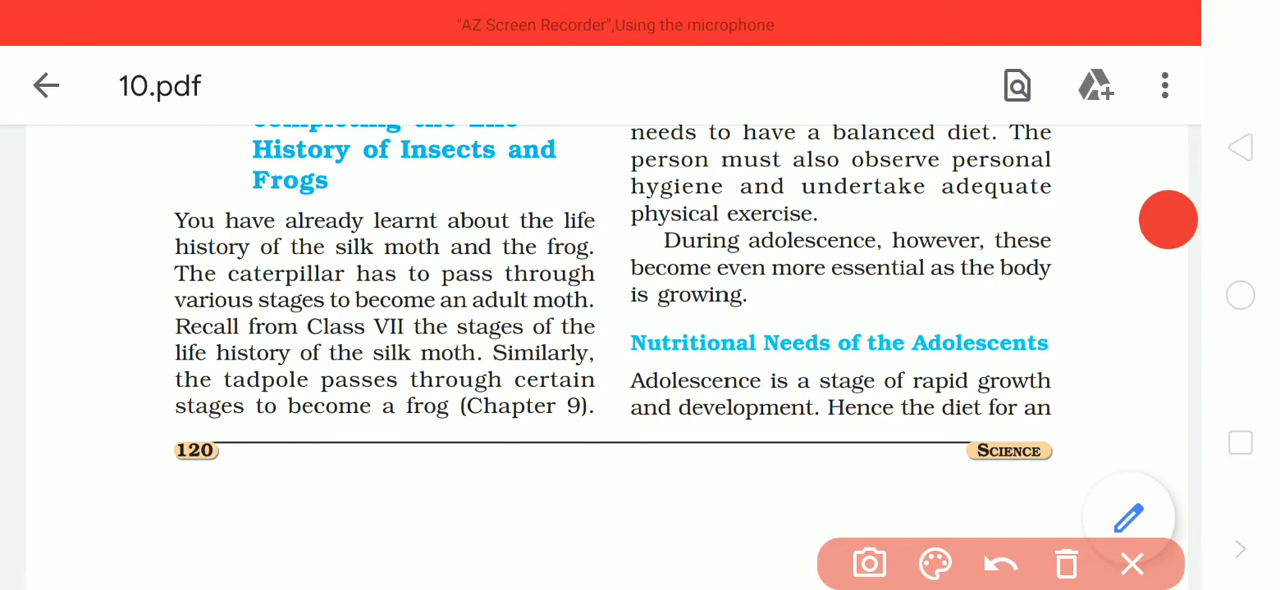 "AZ Screen Recorder",Using the microphone
10.pdf
Completing the Life
History of Insects and
Frogs
You have already learnt about the life
history of the silk moth and the frog.
The caterpillar has to pass through
various stages to become an adult moth.
Recall from Class VII the stages of the
life history of the silk moth. Similarly,
the tadpole passes through certain
stages to become a frog (Chapter 9).
needs to have a balanced diet. The
person must also observe personal
hygiene and undertake adequate
physical exercise.
During adolescence, however, these
become even more essential as the body
is growing.
Nutritional Needs of the Adolescents
Adolescence is a stage of rapid growth
and development. Hence the diet for an
120
SCIENCE